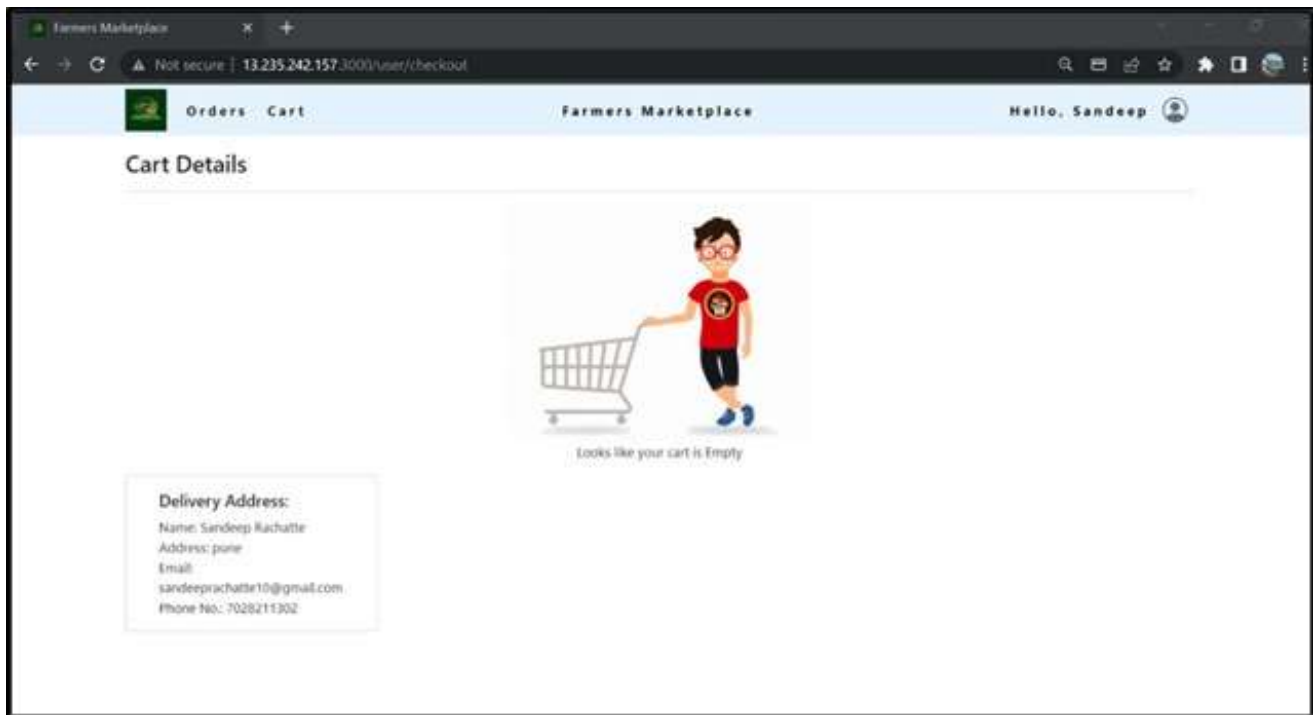 Farmers Marketplace
Not secure | 13.235.242.157:3000/user/checkout
Orders Cart Farmers Marketplace Hello, Sandeep
Cart Details
Looks like your cart is Empty
Delivery Address:
Name: Sandeep Rachatte
Address: pune
Email:
sandeeprachatte10@gmail.com
Phone No.: 7028211302